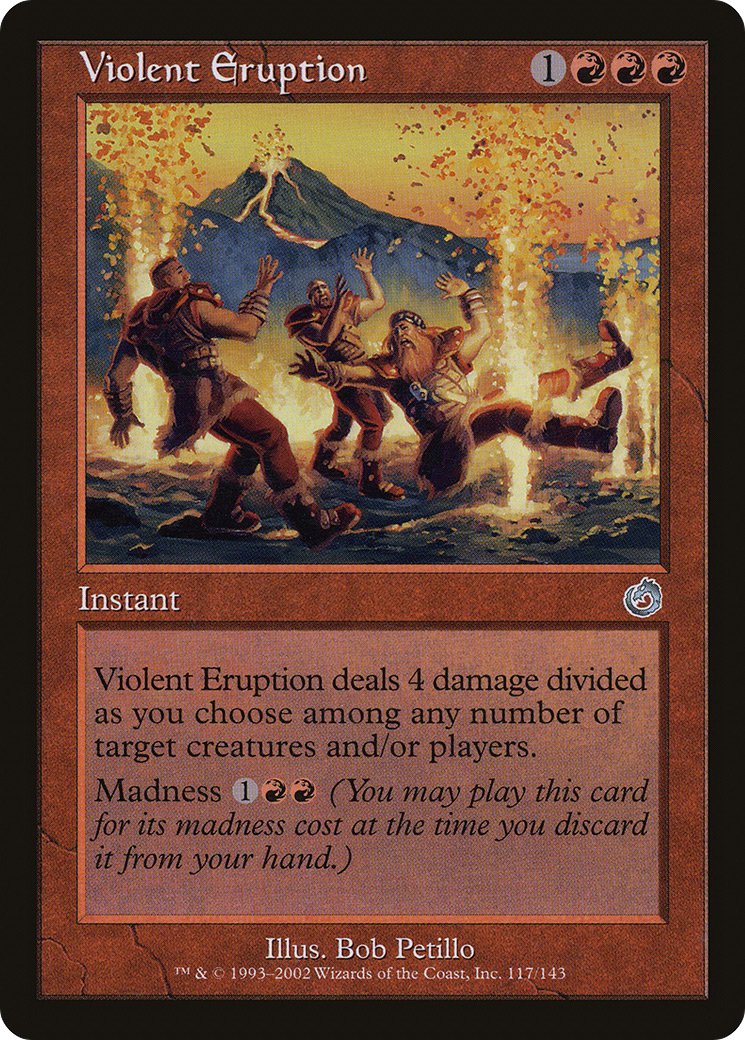 Violent Eruption 1
Instant
Violent Eruption deals 4 damage divided
as you choose among any number of
target creatures and/or players.
Madness 1 (You may play this card
for its madness cost at the time you discard
it from your hand.)
Illus. Bob Petillo
™ & © 1993–2002 Wizards of the Coast, Inc. 117/143